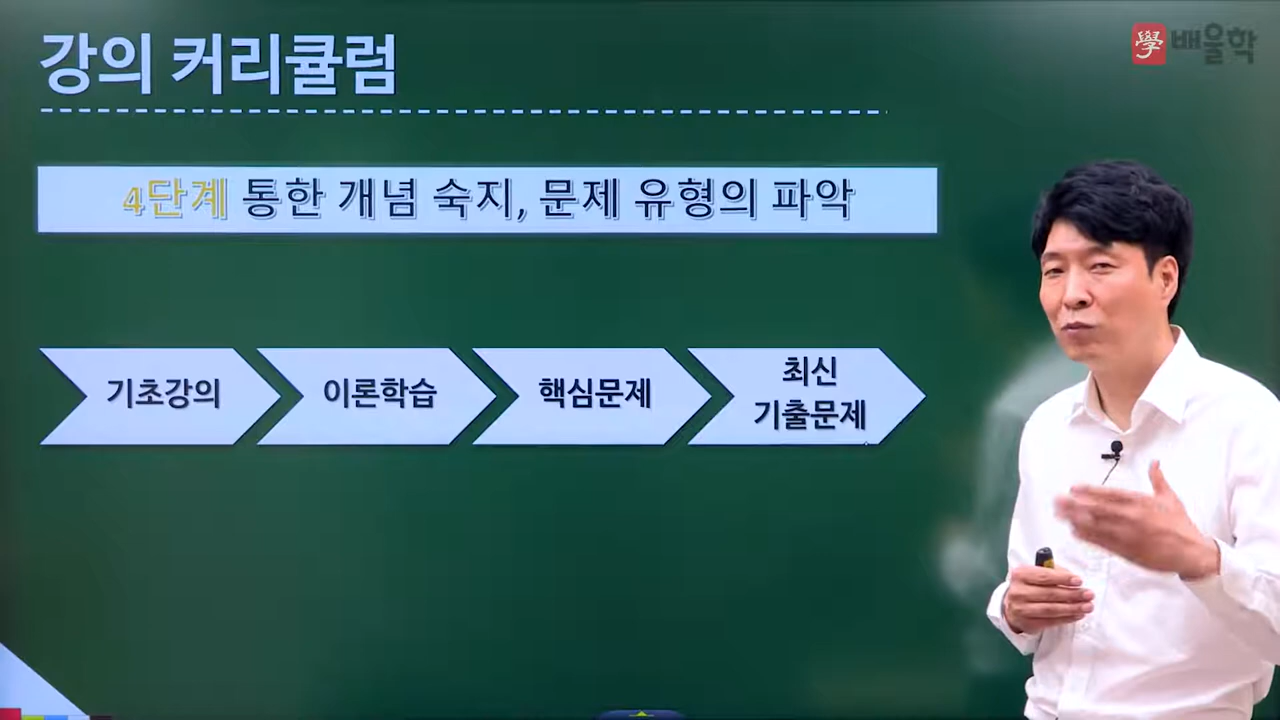 강의 커리큘럼
學 배울학
4단계 통한 개념 숙지, 문제 유형의 파악
기초강의
이론학습
핵심문제
최신
기출문제